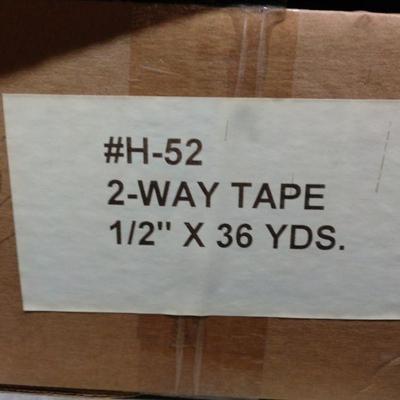 #H-52
2-WAY TAPE
1/2" X 36 YDS.